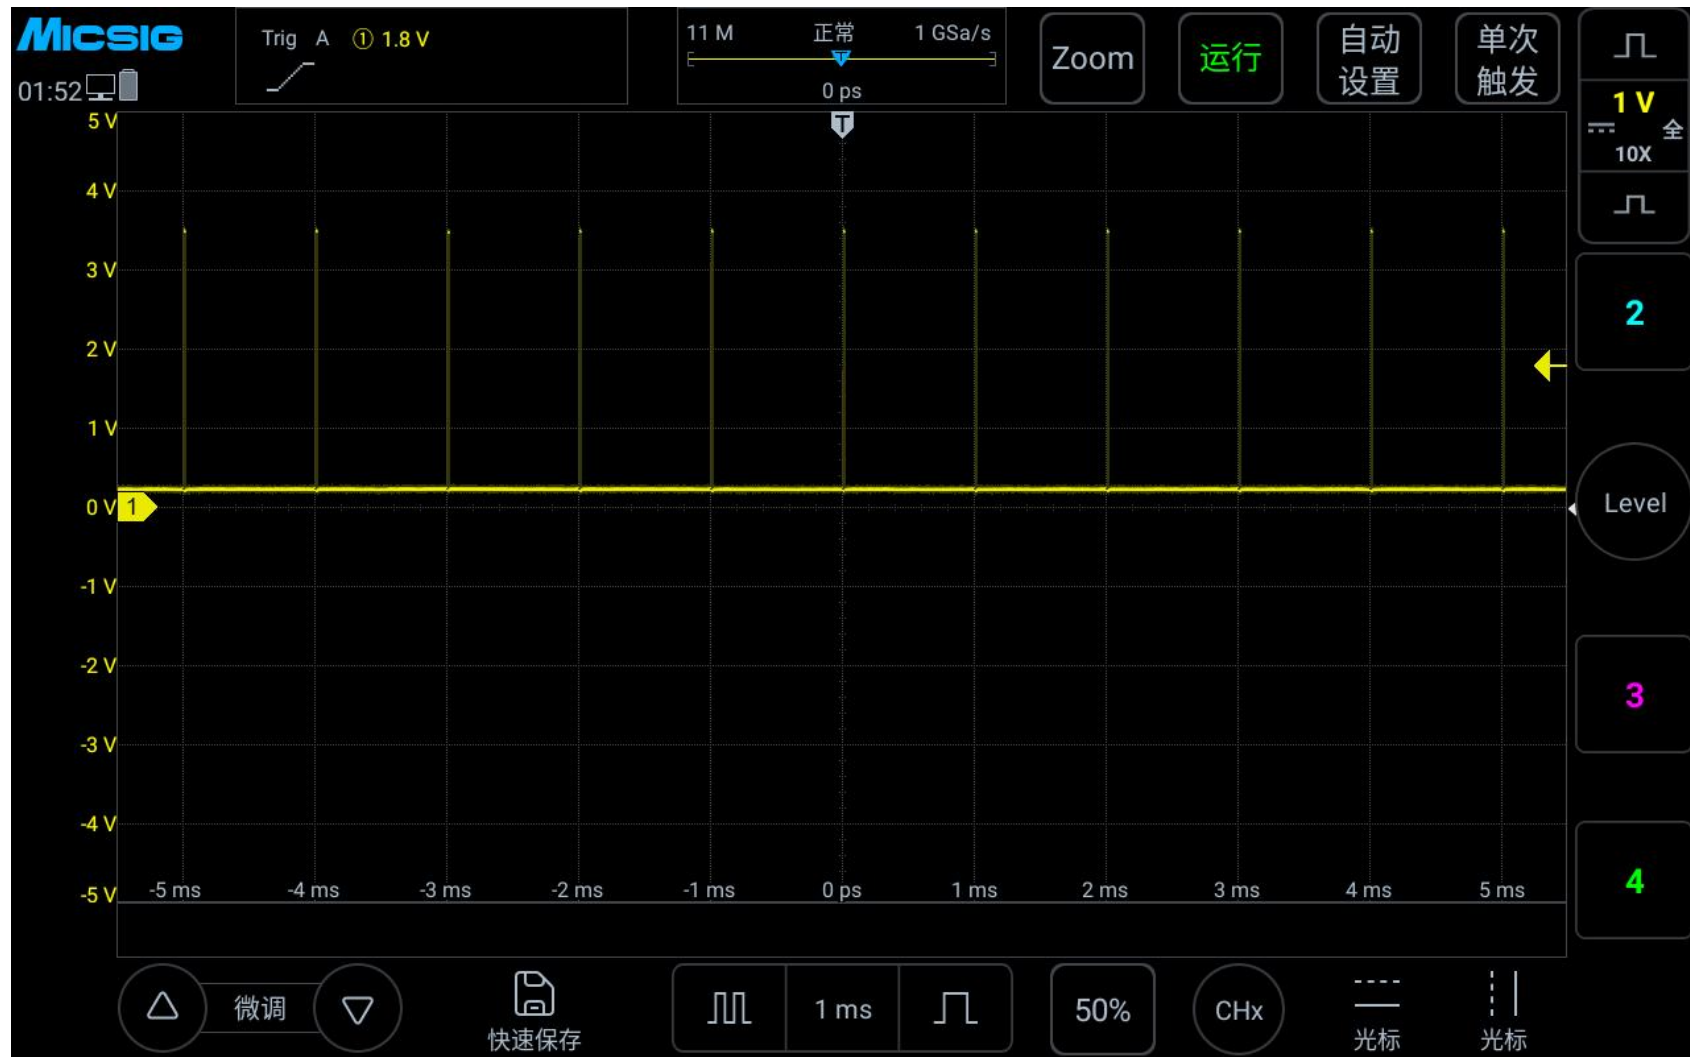 MICSIG
01:52
Trig A ① 1.8 V
11 M 正常 1 GSa/s
0 ps
Zoom
运行
自动
设置
单次
触发
1 V
全
10X
T
5 V
4 V
3 V
2 V
1 V
0 V
1
-1 V
-2 V
-3 V
-4 V
-5 V
-5 ms -4 ms -3 ms -2 ms -1 ms 0 ps 1 ms 2 ms 3 ms 4 ms 5 ms
2
Level
3
4
微调
快速保存
1 ms
50%
CHx
光标
光标